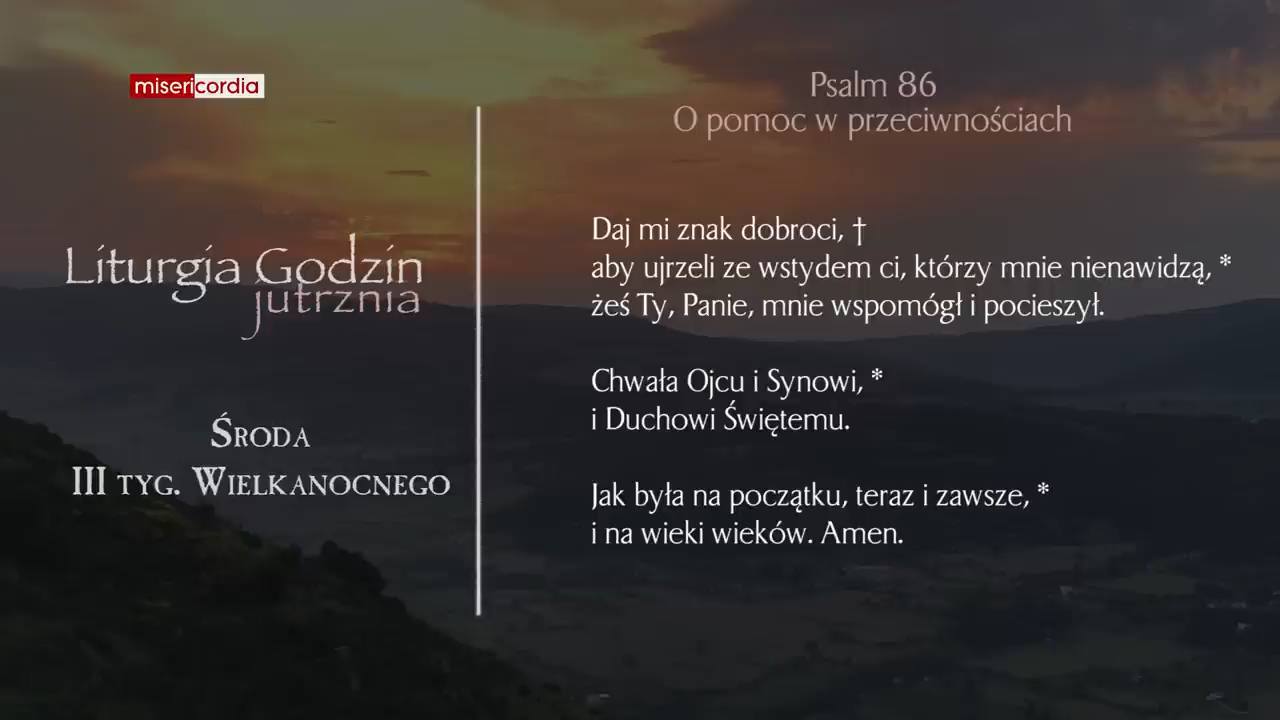 misericordia
Liturgia Godzin
jutrznia
Środa
III tyg. Wielkanocnego
Psalm 86
O pomoc w przeciwnościach
Daj mi znak dobroci, †
aby ujrzeli ze wstydem ci, którzy mnie nienawidzą, *
żeś Ty, Panie, mnie wspomógł i pocieszył.
Chwała Ojcu i Synowi, *
i Duchowi Świętemu.
Jak była na początku, teraz i zawsze, *
i na wieki wieków. Amen.